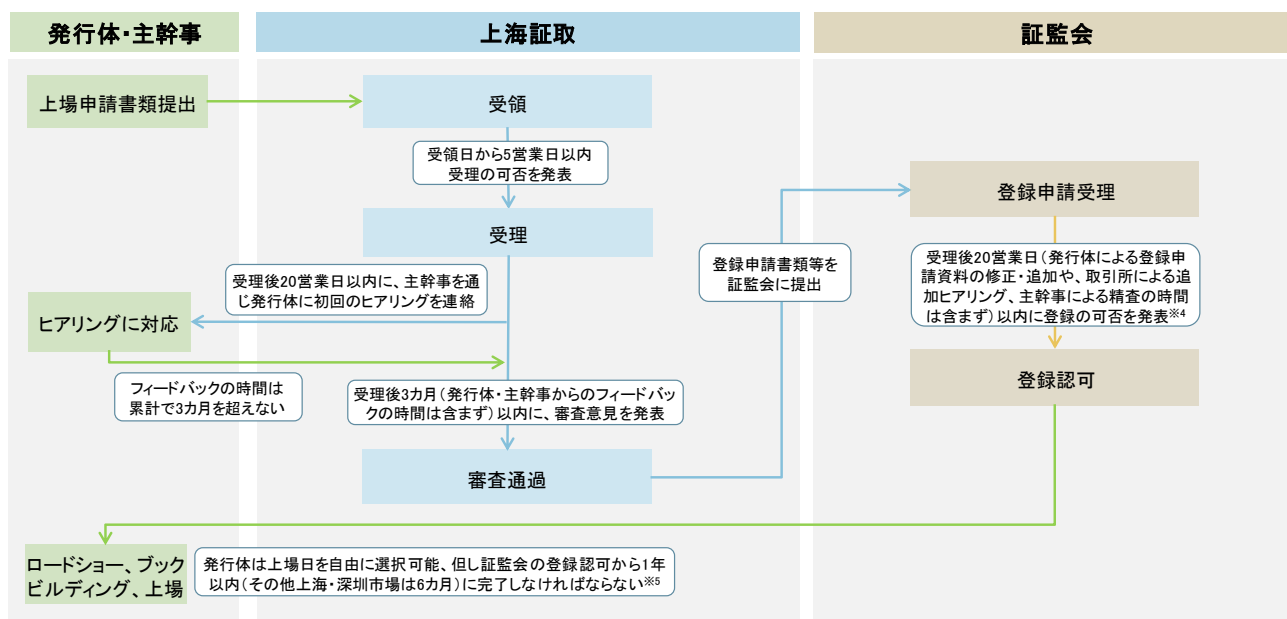 発行体・主幹事
上海証取
証監会
上場申請書類提出
受領
受領日から5営業日以内
受理の可否を発表
登録申請受理
受理
登録申請書類等を
証監会に提出
受理後20営業日(発行体による登録申
請資料の修正・追加や、取引所による追
加ヒアリング、主幹事による精査の時間
は含まず)以内に登録の可否を発表※4
受理後20営業日以内に、主幹事を通
じ発行体に初回のヒアリングを連絡
ヒアリングに対応
登録認可
フィードバックの時間は
累計で3カ月を超えない
受理後3カ月(発行体・主幹事からのフィードバッ
クの時間は含まず)以内に、審査意見を発表
審査通過
ロードショー、ブック
ビルディング、上場
発行体は上場日を自由に選択可能、但し証監会の登録認可から1年
以内(その他上海・深圳市場は6カ月)に完了しなければならない※5